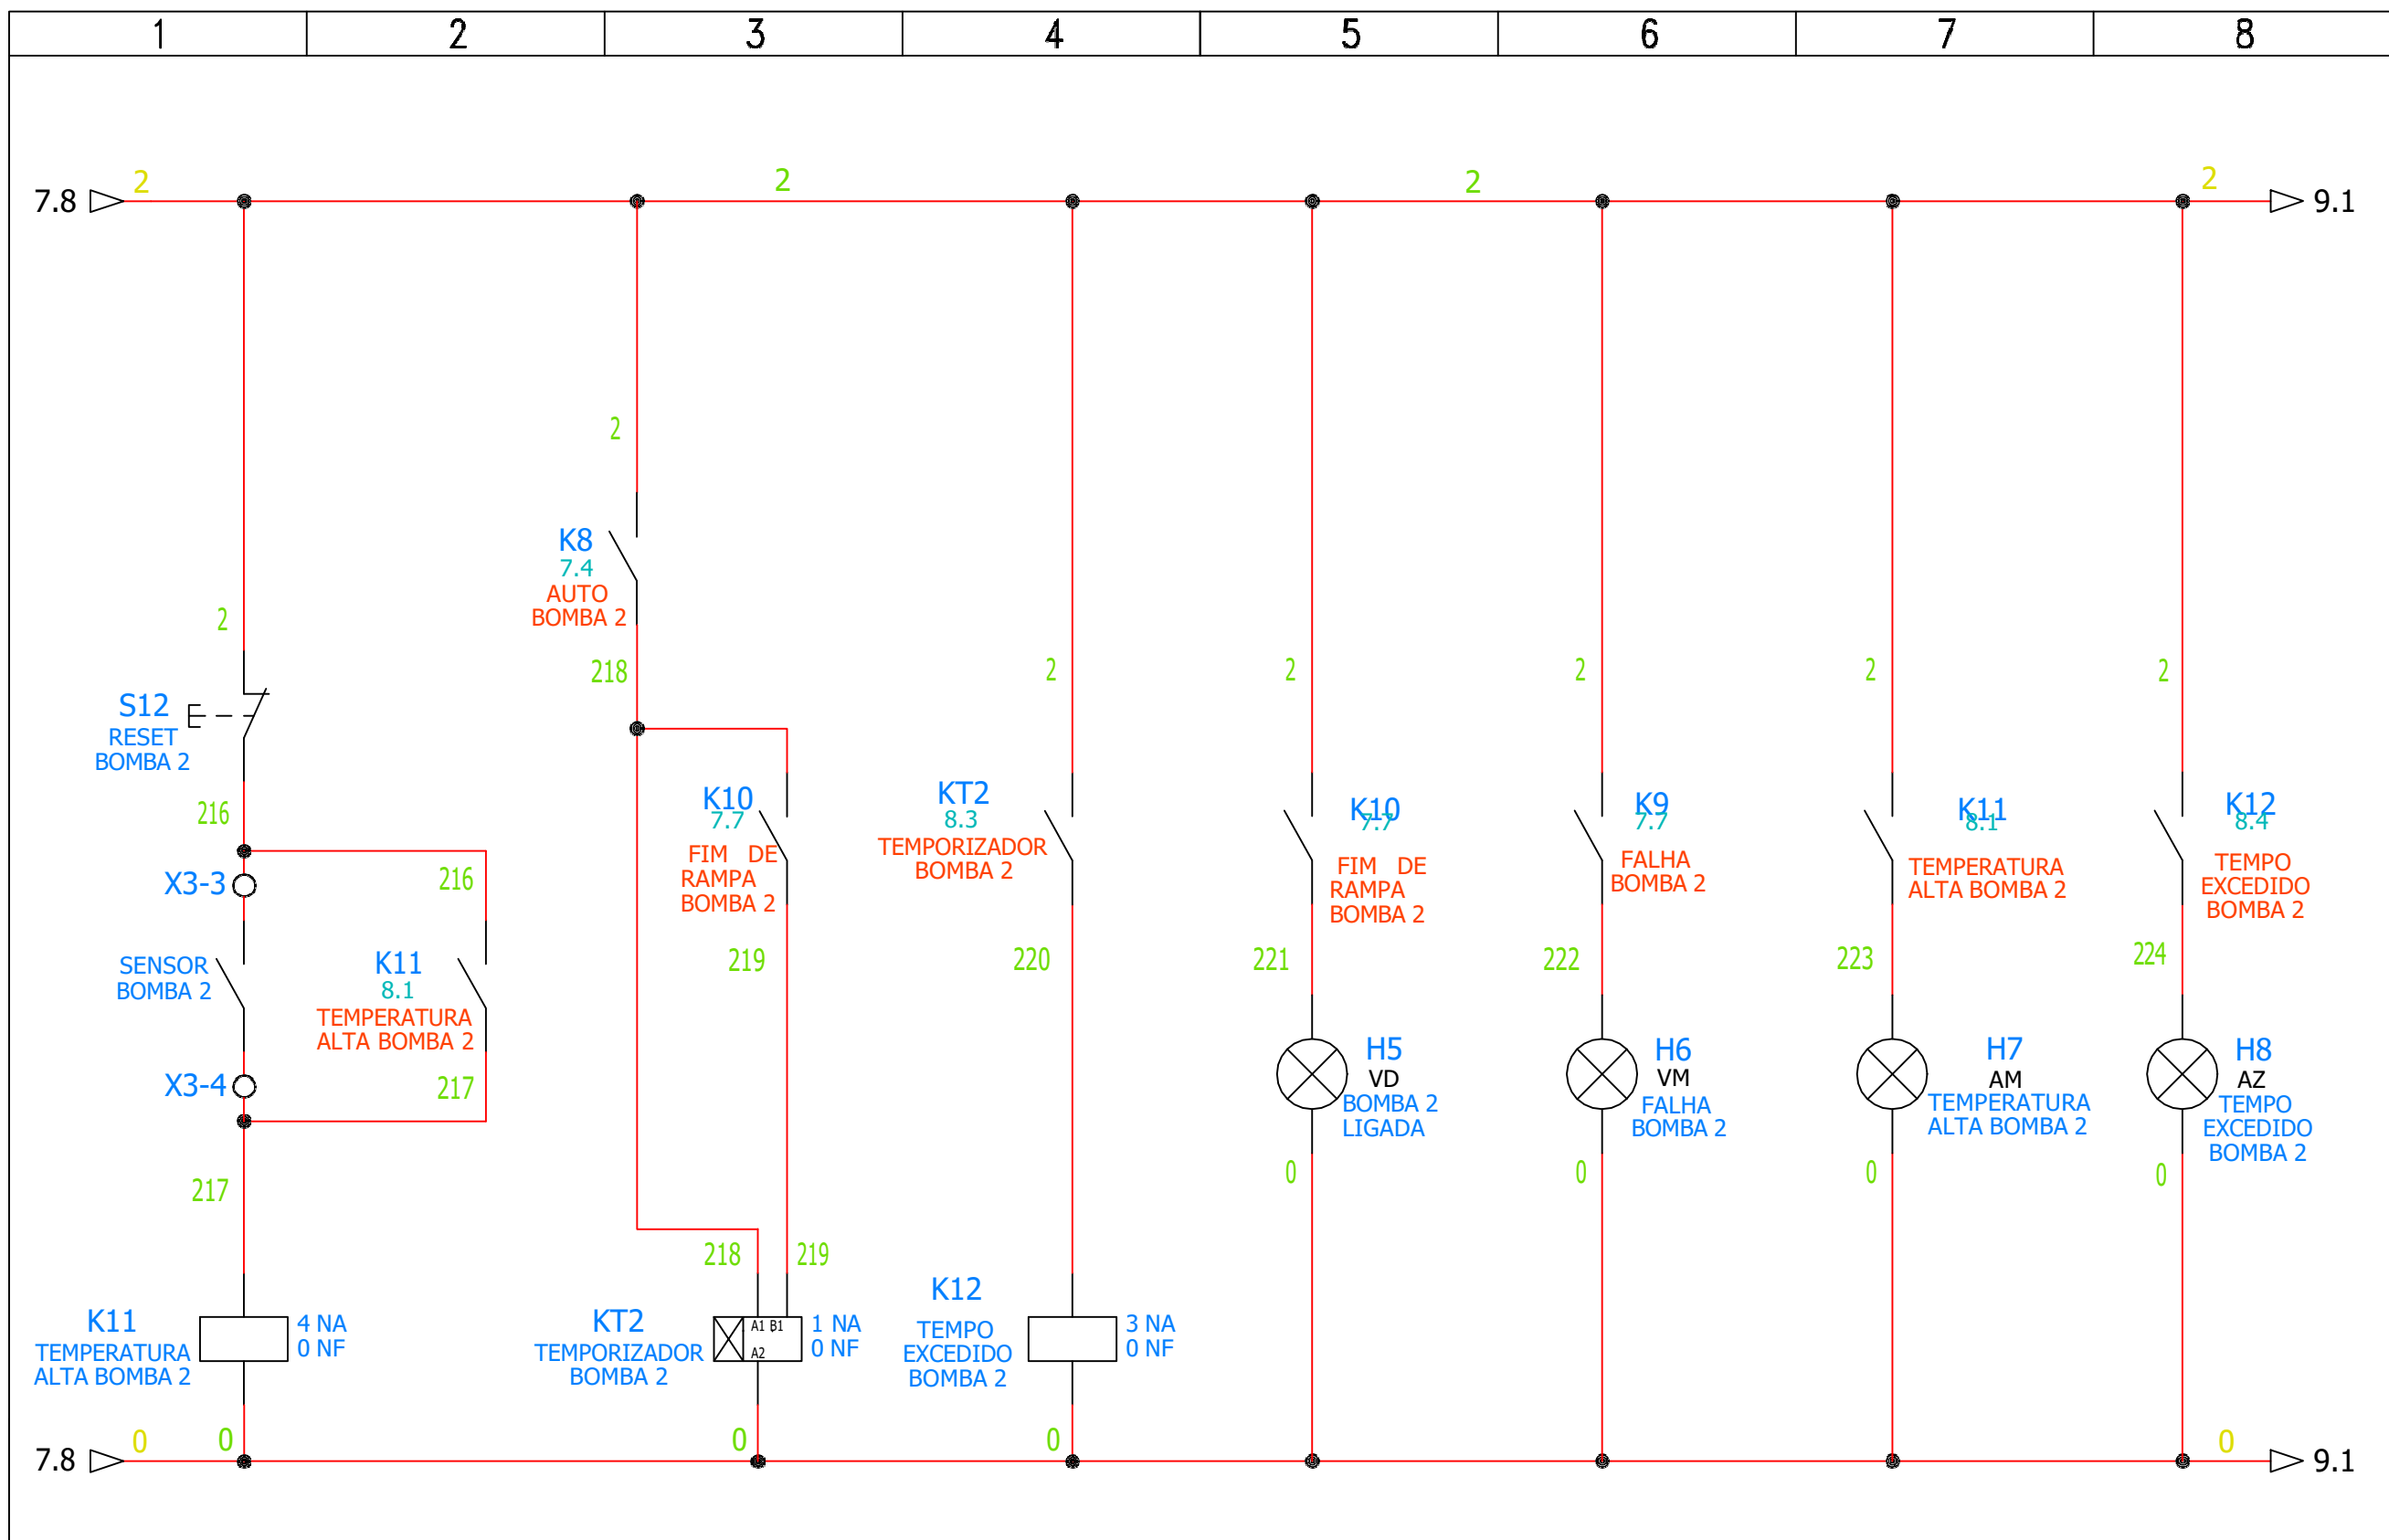 1 2 3 4 5 6 7 8
7.8 2 2 2 2 9.1
2
K8
7.4
AUTO
BOMBA 2
2
218 2 2 2 2 2
S12
RESET
BOMBA 2
216
K10
7.7
FIM DE
RAMPA
BOMBA 2
KT2
8.3
TEMPORIZADOR
BOMBA 2
K10
7.7
FIM DE
RAMPA
BOMBA 2
K9
7.7
FALHA
BOMBA 2
K11
8.1
TEMPERATURA
ALTA BOMBA 2
K12
8.4
TEMPO
EXCEDIDO
BOMBA 2
X3-3
216
SENSOR
BOMBA 2
K11
8.1
TEMPERATURA
ALTA BOMBA 2
219 220 221 222 223 224
X3-4
217
H5
VD
BOMBA 2
LIGADA
H6
VM
FALHA
BOMBA 2
H7
AM
TEMPERATURA
ALTA BOMBA 2
H8
AZ
TEMPO
EXCEDIDO
BOMBA 2
217
0 0 0 0
218 219
K11
TEMPERATURA
ALTA BOMBA 2
4 NA
0 NF
KT2
TEMPORIZADOR
BOMBA 2
A1 B1
A2
1 NA
0 NF
K12
TEMPO
EXCEDIDO
BOMBA 2
3 NA
0 NF
7.8 0 0 0 0 0 9.1